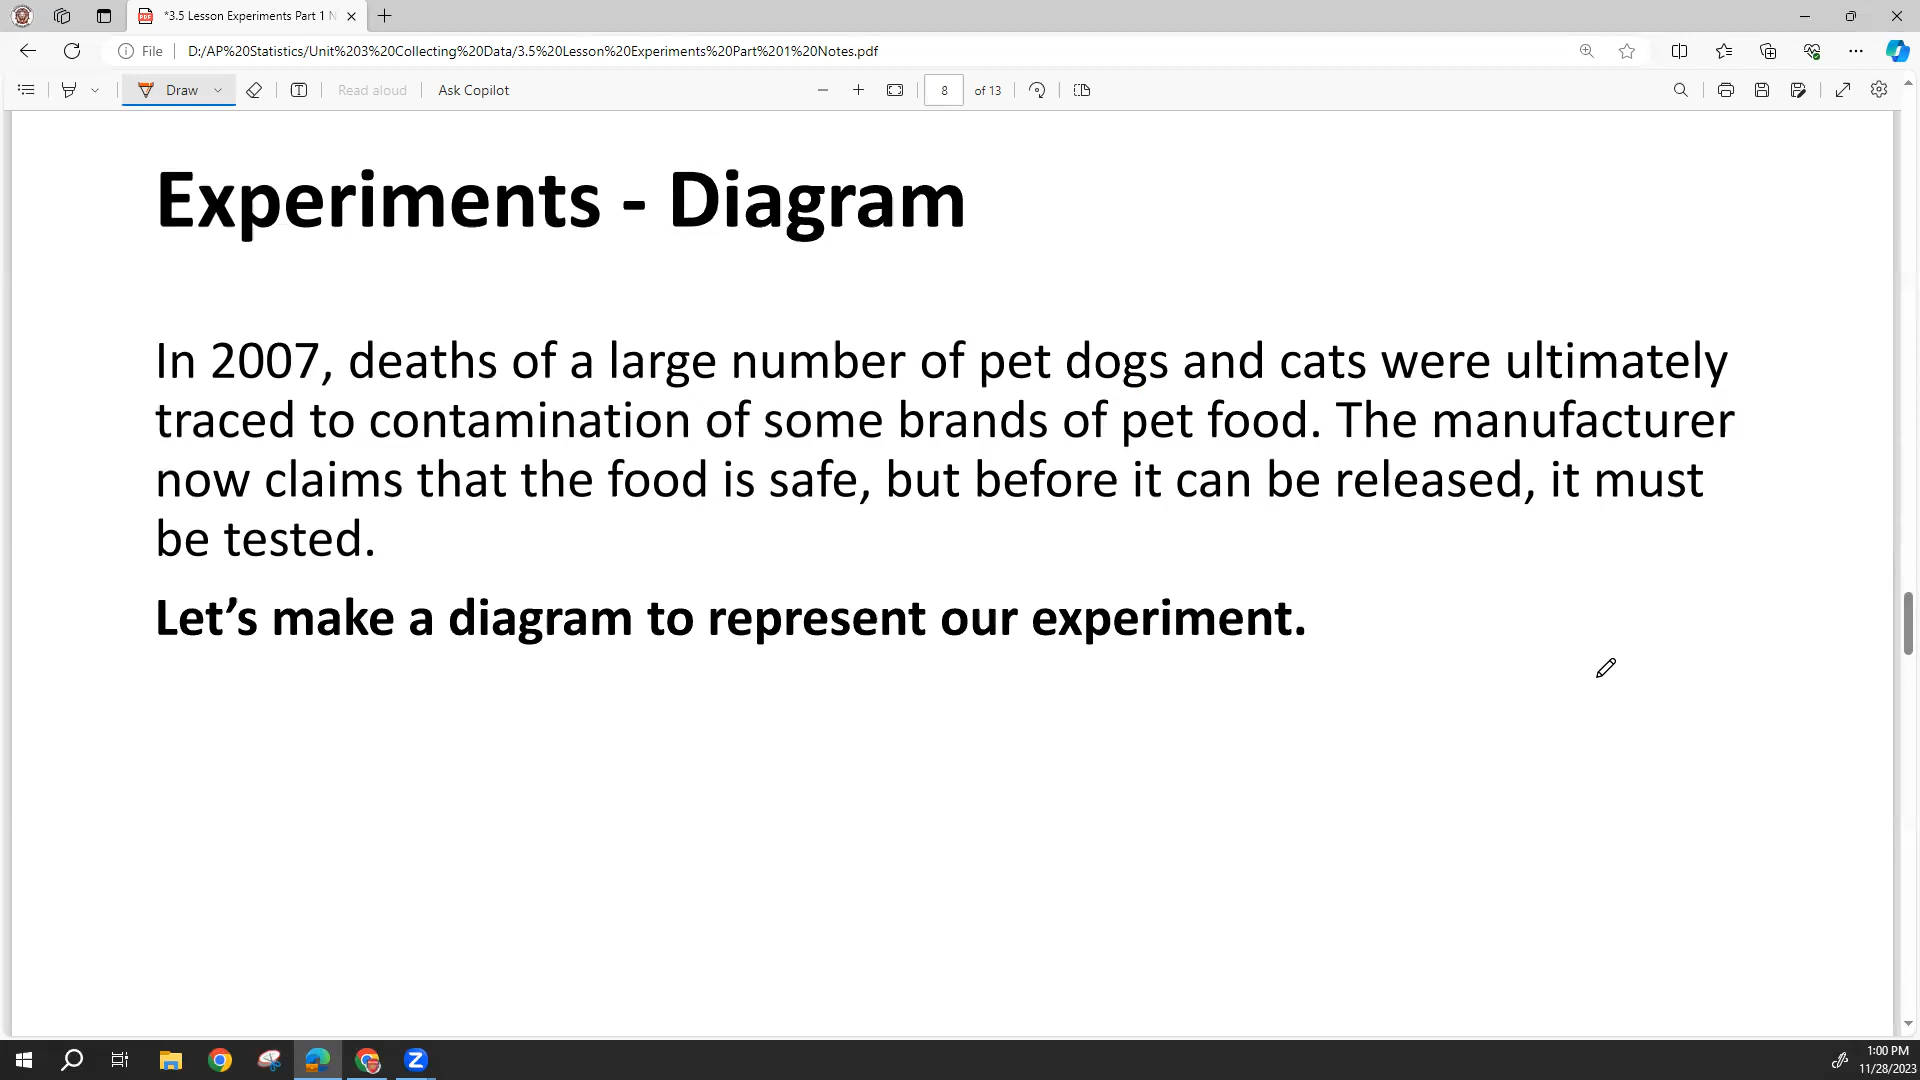 *3.5 Lesson Experiments Part 1 N
File
D:/AP%20Statistics/Unit%203%20Collecting%20Data/3.5%20Lesson%20Experiments%20Part%201%20Notes.pdf
Draw
Read aloud
Ask Copilot
8
of 13
Experiments - Diagram
In 2007, deaths of a large number of pet dogs and cats were ultimately
traced to contamination of some brands of pet food. The manufacturer
now claims that the food is safe, but before it can be released, it must
be tested.
Let’s make a diagram to represent our experiment.
1:00 PM
11/28/2023